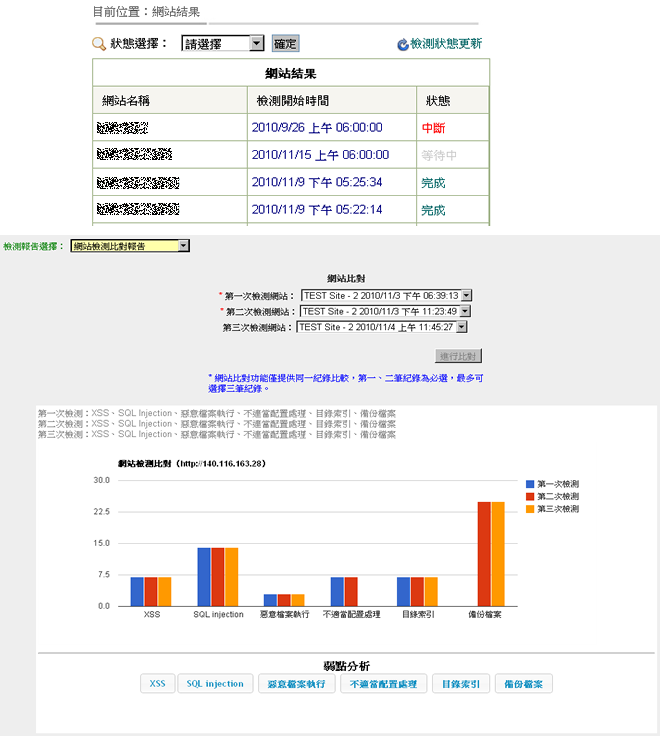 目前位置：網站結果
狀態選擇： 請選擇 確定 檢測狀態更新
網站結果
網站名稱 檢測開始時間 狀態
2010/9/26 上午 06:00:00 中斷
2010/11/15 上午 06:00:00 等待中
2010/11/9 下午 05:25:34 完成
2010/11/9 下午 05:22:14 完成
檢測報告選擇： 網站檢測比對報告
網站比對
* 第一次檢測網站： TEST Site - 2 2010/11/3 下午 06:39:13
* 第二次檢測網站： TEST Site - 2 2010/11/3 下午 11:23:49
第三次檢測網站： TEST Site - 2 2010/11/4 上午 11:45:27
進行比對
* 網站比對功能僅提供同一紀錄比較，第一、二筆紀錄為必選，最多可
選擇三筆紀錄。
第一次檢測：XSS、SQL Injection、惡意檔案執行、不適當配置處理、目錄索引、備份檔案
第二次檢測：XSS、SQL Injection、惡意檔案執行、不適當配置處理、目錄索引、備份檔案
第三次檢測：XSS、SQL Injection、惡意檔案執行、不適當配置處理、目錄索引、備份檔案
網站檢測比對（http://140.116.163.28）
30.0
22.5
15.0
7.5
0.0
XSS SQL injection 惡意檔案執行 不適當配置處理 目錄索引 備份檔案
第一次檢測
第二次檢測
第三次檢測
弱點分析
XSS SQL injection 惡意檔案執行 不適當配置處理 目錄索引 備份檔案